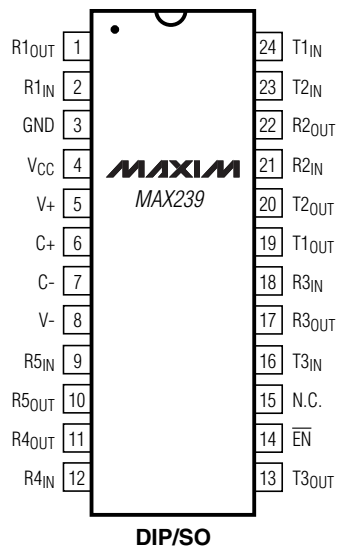 R1OUT 1 24 T1IN
R1IN 2 23 T2IN
GND 3 22 R2OUT
VCC 4 MAXIM 21 R2IN
V+ 5 MAX239 20 T2OUT
C+ 6 19 T1OUT
C- 7 18 R3IN
V- 8 17 R3OUT
R5IN 9 16 T3IN
R5OUT 10 15 N.C.
R4OUT 11 14 E̅N̅
R4IN 12 13 T3OUT
DIP/SO